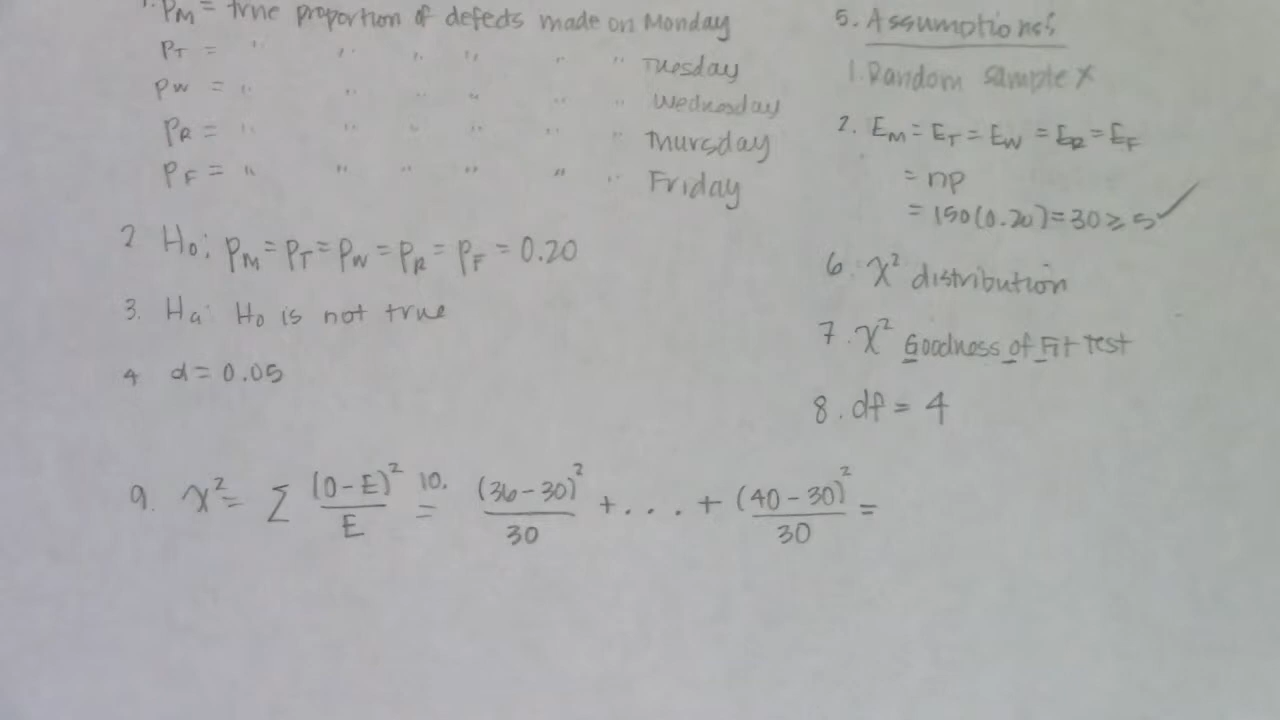 1. PM = true proportion of defects made on Monday
PT = " " " " " " Tuesday
PW = " " " " " " Wednesday
PR = " " " " " " Thursday
PF = " " " " " " Friday
2 H0: PM = PT = PW = PR = PF = 0.20
3. Ha: H0 is not true
4 α = 0.05
5. Assumptions:
1. Random sample x
2. EM = ET = EW = ER = EF
= np
= 150(0.20) = 30 ≥ 5 ✓
6. χ² distribution
7. χ² Goodness of Fit test
8. df = 4
9. χ² = Σ (O-E)²/E 10. = (36-30)²/30 + . . . + (40-30)²/30 =